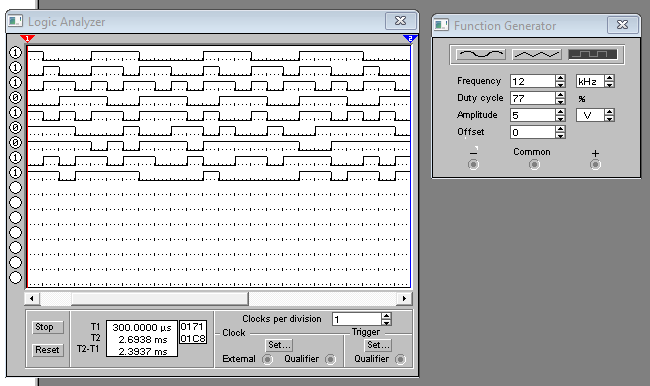 Logic Analyzer
1
2
1
1
1
0
1
0
0
1
1
Stop
Reset
T1 300.0000 µs 0171
T2 2.6938 ms 01C8
T2-T1 2.3937 ms
Clocks per division 1
Clock
Trigger
Set...
Set...
External
Qualifier
Qualifier
Function Generator
Frequency 12 kHz
Duty cycle 77 %
Amplitude 5 V
Offset 0
− Common +